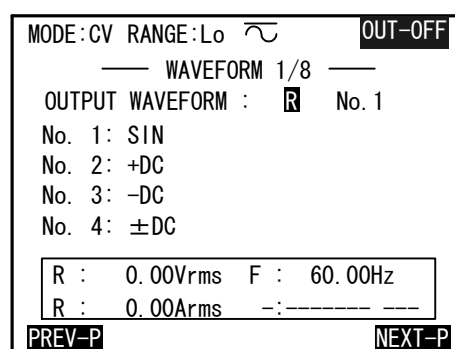 MODE:CV RANGE:Lo OUT-OFF
WAVEFORM 1/8
OUTPUT WAVEFORM : R No.1
No. 1: SIN
No. 2: +DC
No. 3: -DC
No. 4: ±DC
R : 0.00Vrms F : 60.00Hz
R : 0.00Arms -:------- ---
PREV-P NEXT-P